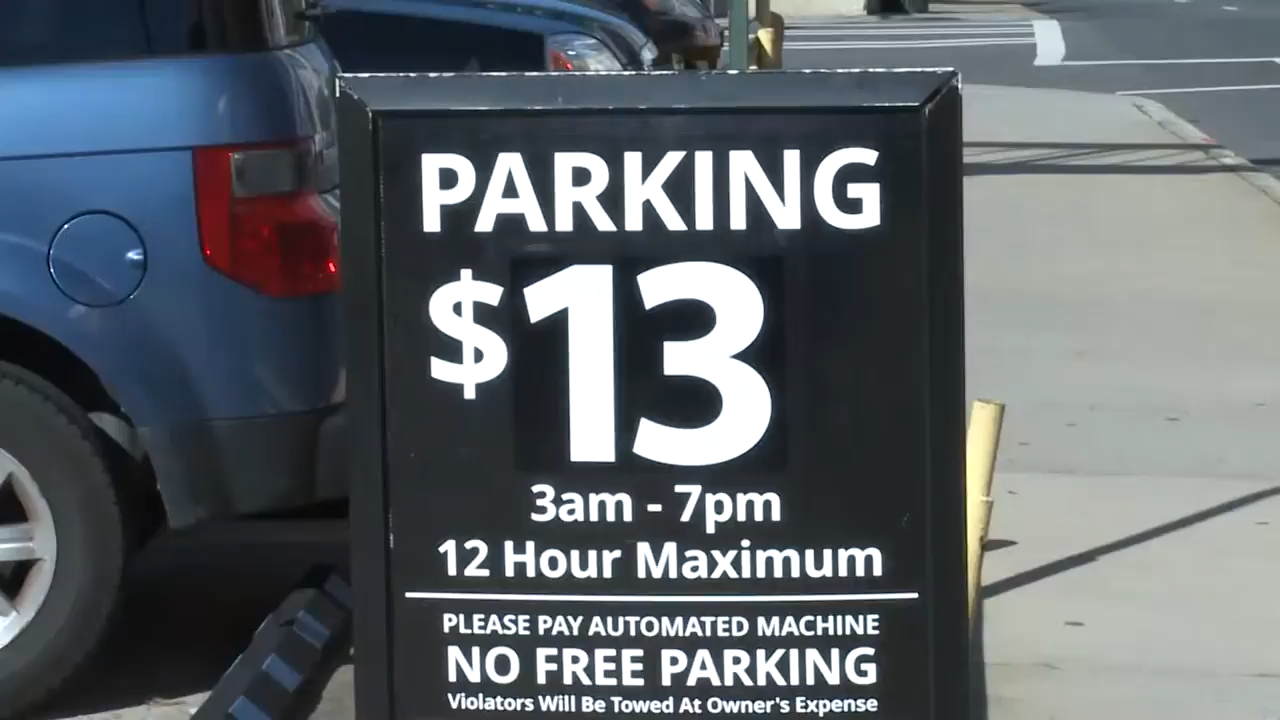 PARKING
$13
3am - 7pm
12 Hour Maximum
PLEASE PAY AUTOMATED MACHINE
NO FREE PARKING
Violators Will Be Towed At Owner's Expense